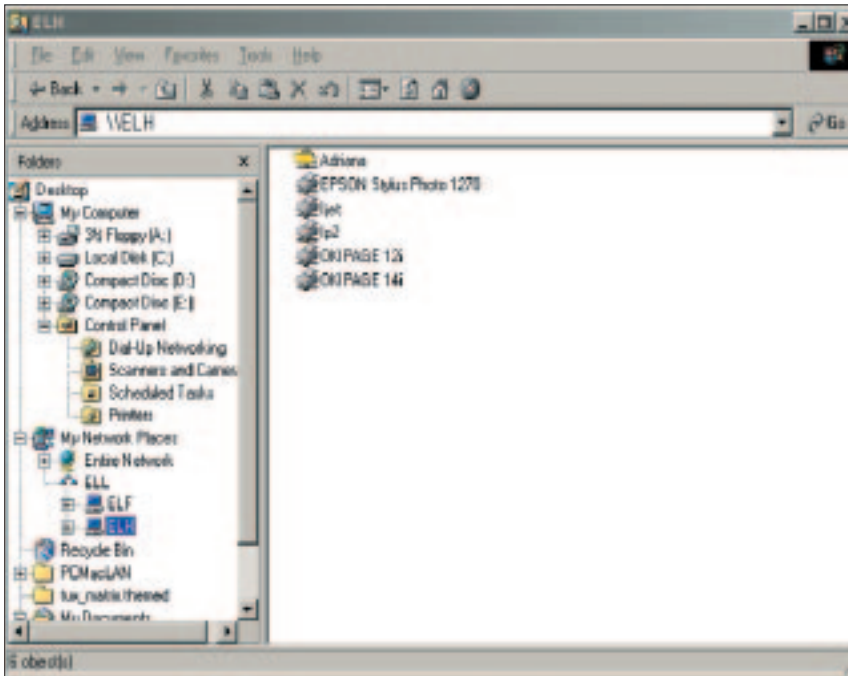 ELH
File Edit View Favorites Tools Help
Back
Address \\ELH Go
Folders x
Desktop
My Computer
3½ Floppy (A:)
Local Disk (C:)
Compact Disc (D:)
Compact Disc (E:)
Control Panel
Dial-Up Networking
Scanners and Camer
Scheduled Tasks
Printers
My Network Places
Entire Network
ELL
ELF
ELH
Recycle Bin
PCMacLAN
tux_matrix.themed
My Documents
Adriana
EPSON Stylus Photo 1270
lp2
OKIPAGE 12i
OKIPAGE 14i
6 object(s)